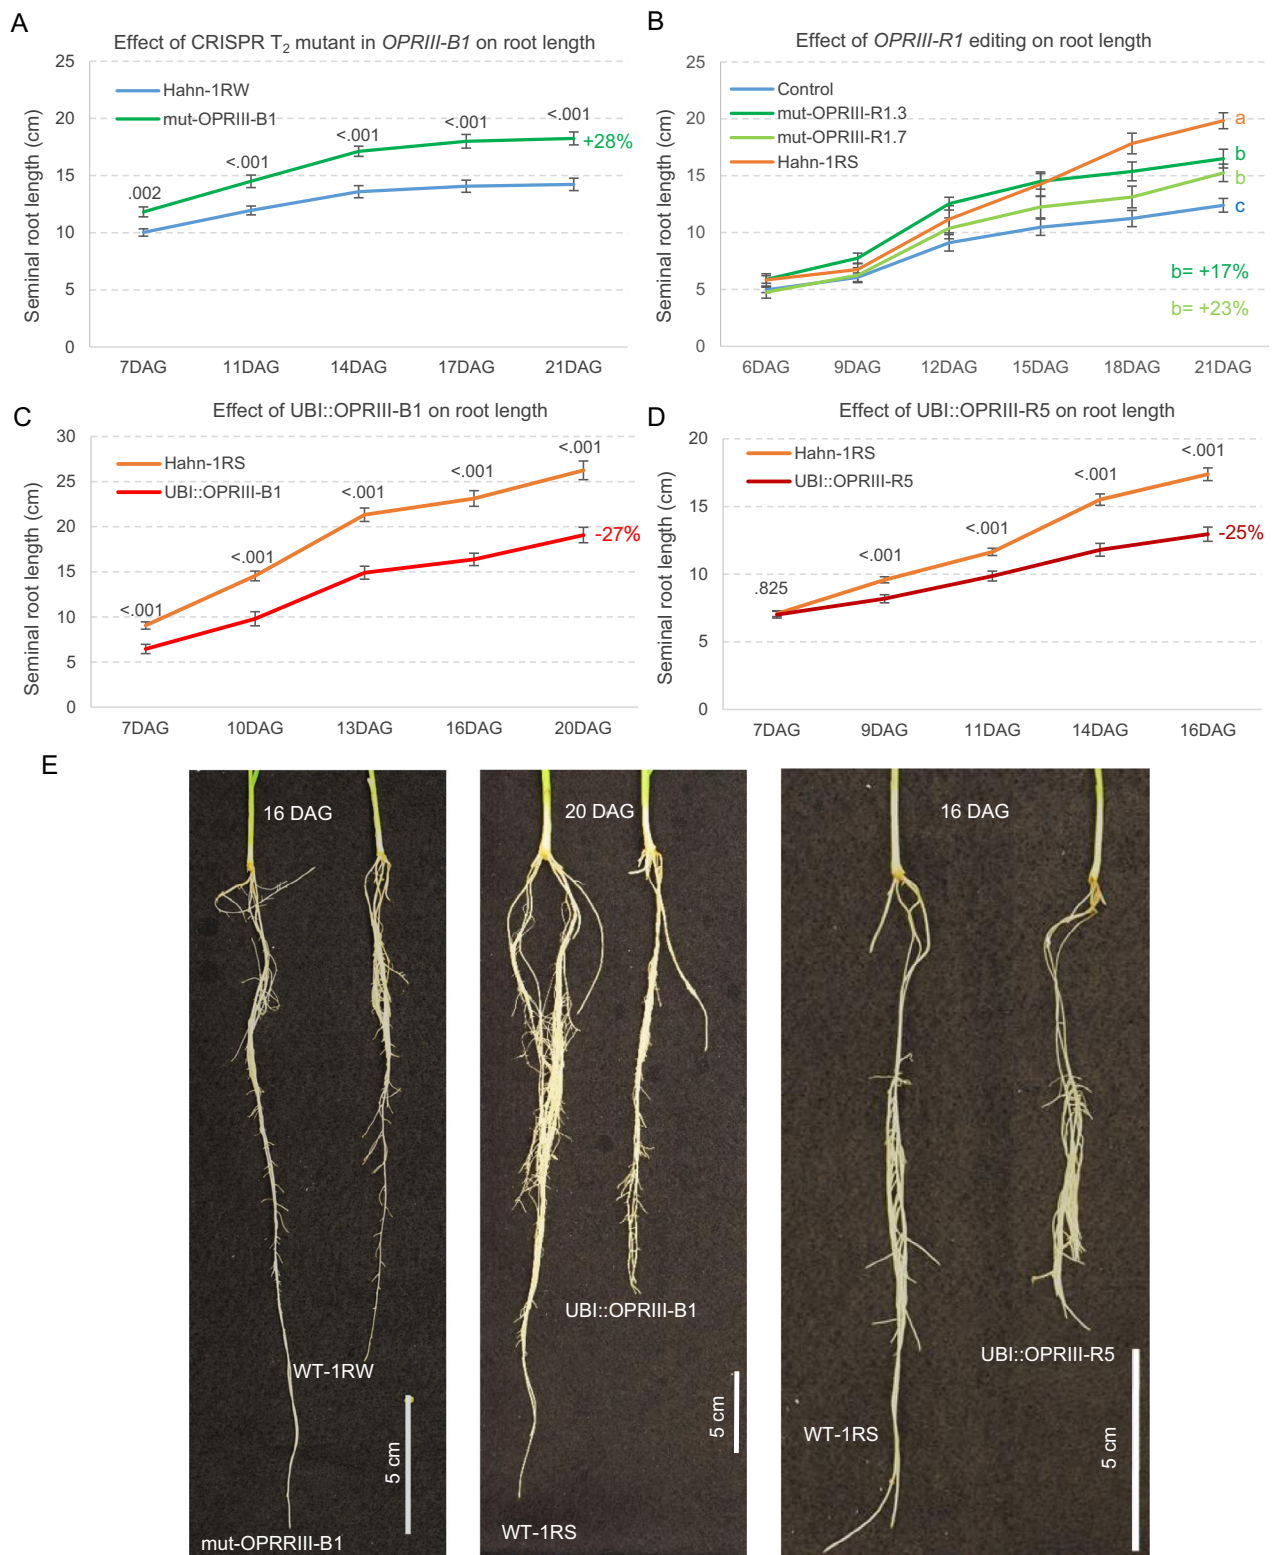 A
Effect of CRISPR T₂ mutant in OPRIII-B1 on root length
25
20
15
10
5
0
Seminal root length (cm)
Hahn-1RW
mut-OPRIII-B1
.002
<.001
<.001
<.001
<.001
+28%
7DAG 11DAG 14DAG 17DAG 21DAG
B
Effect of OPRIII-R1 editing on root length
25
20
15
10
5
0
Seminal root length (cm)
Control
mut-OPRIII-R1.3
mut-OPRIII-R1.7
Hahn-1RS
a
b
b
c
b= +17%
b= +23%
6DAG 9DAG 12DAG 15DAG 18DAG 21DAG
C
Effect of UBI::OPRIII-B1 on root length
30
25
20
15
10
5
0
Seminal root length (cm)
Hahn-1RS
UBI::OPRIII-B1
<.001
<.001
<.001
<.001
<.001
-27%
7DAG 10DAG 13DAG 16DAG 20DAG
D
Effect of UBI::OPRIII-R5 on root length
20
15
10
5
0
Seminal root length (cm)
Hahn-1RS
UBI::OPRIII-R5
.825
<.001
<.001
<.001
<.001
-25%
7DAG 9DAG 11DAG 14DAG 16DAG
E
16 DAG
WT-1RW
5 cm
mut-OPRRIII-B1
20 DAG
UBI::OPRIII-B1
5 cm
WT-1RS
16 DAG
UBI::OPRIII-R5
WT-1RS
5 cm